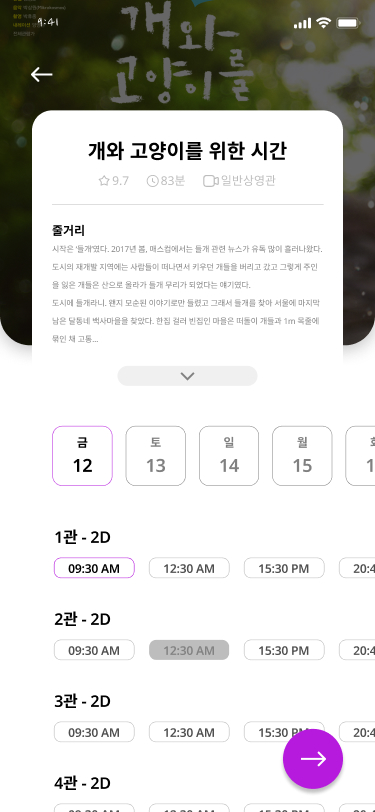 9:41
개와
고양이를
개와 고양이를 위한 시간
9.7 83분 일반상영관
줄거리
시작은 '들개'였다. 2017년 봄, 매스컴에서는 들개 관련 뉴스가 유독 많이 흘러나왔다.
도시의 재개발 지역에는 사람들이 떠나면서 키우던 개들을 버리고 갔고 그렇게 주인
을 잃은 개들은 산으로 올라가 들개 무리가 되었다는 얘기였다.
도시에 들개라니. 왠지 모순된 이야기로만 들렸고 그래서 들개를 찾아 서울에 마지막
남은 달동네 백사마을을 찾았다. 한집 걸러 빈집인 마을은 떠돌이 개들과 1m 목줄에
묶인 채 고통...
금 토 일 월
12 13 14 15 1
1관 - 2D
09:30 AM 12:30 AM 15:30 PM 20:4
2관 - 2D
09:30 AM 12:30 AM 15:30 PM 20:4
3관 - 2D
09:30 AM 12:30 AM 15:30 PM 20:4
4관 - 2D
09:30 AM 12:30 AM 15:30 PM 20:4